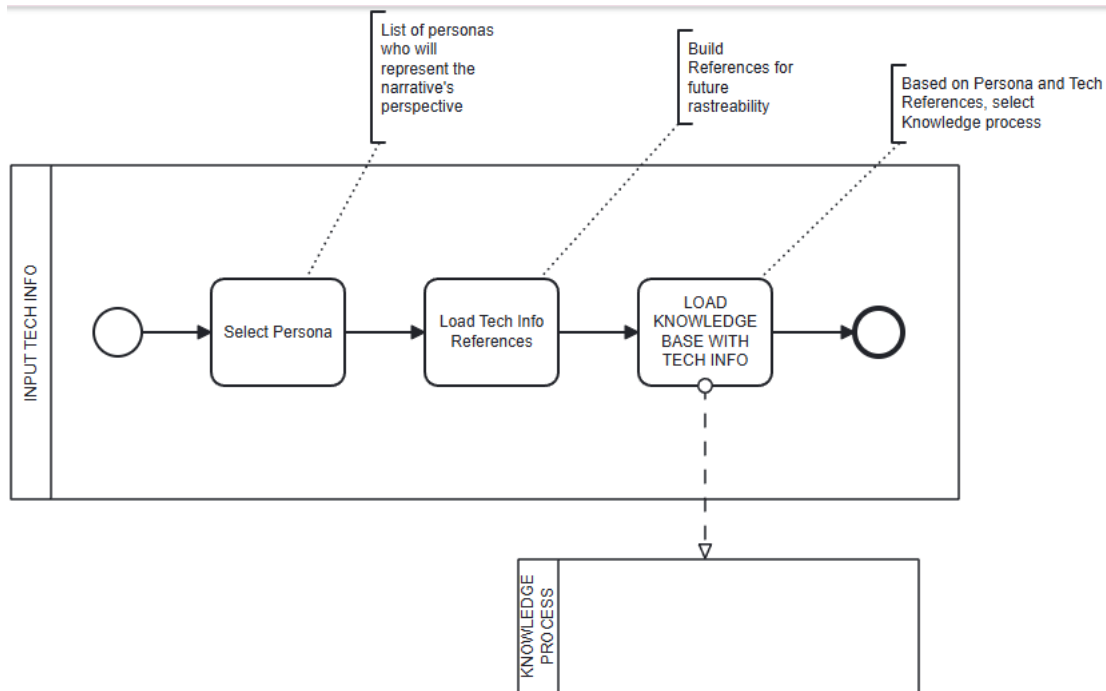 List of personas
who will
represent the
narrative's
perspective
Build
References for
future
rastreability
Based on Persona and Tech
References, select
Knowledge process
INPUT TECH INFO
Select Persona
Load Tech Info
References
LOAD
KNOWLEDGE
BASE WITH
TECH INFO
KNOWLEDGE
PROCESS